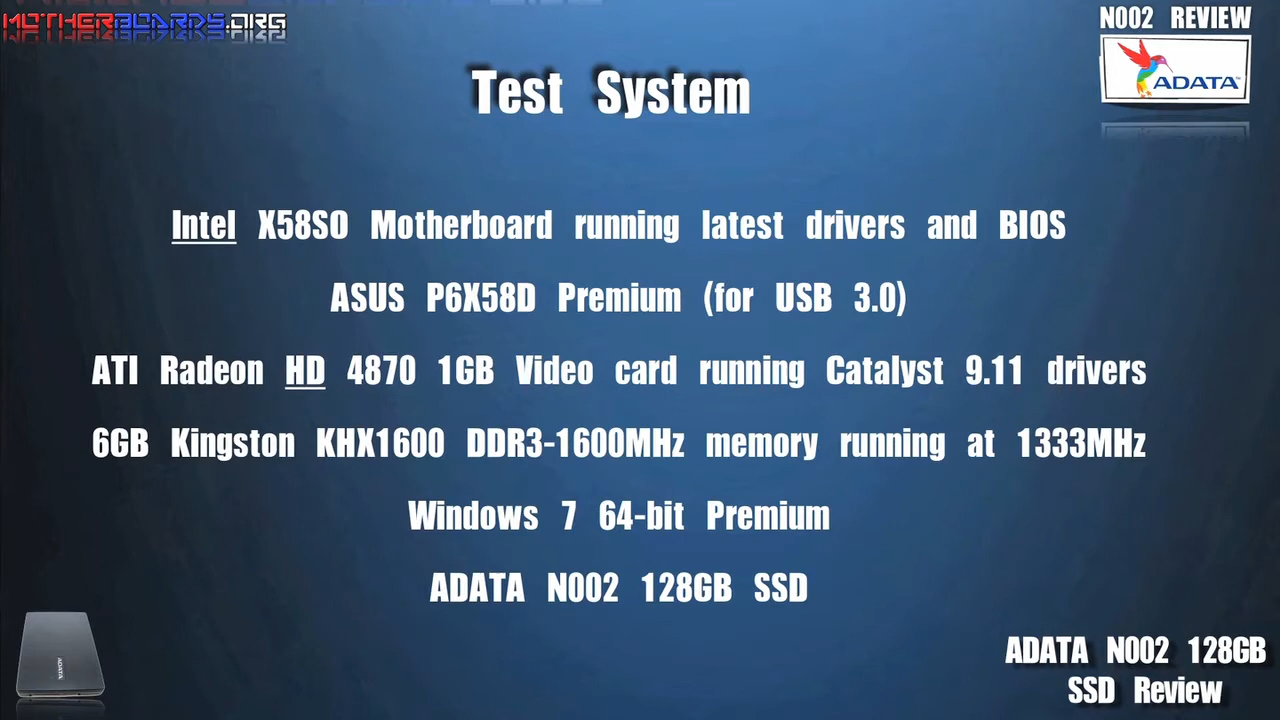 MOTHERBOARDS.ORG
N002 REVIEW
ADATA™
Test System
Intel X58SO Motherboard running latest drivers and BIOS
ASUS P6X58D Premium (for USB 3.0)
ATI Radeon HD 4870 1GB Video card running Catalyst 9.11 drivers
6GB Kingston KHX1600 DDR3-1600MHz memory running at 1333MHz
Windows 7 64-bit Premium
ADATA N002 128GB SSD
ADATA
ADATA N002 128GB
SSD Review